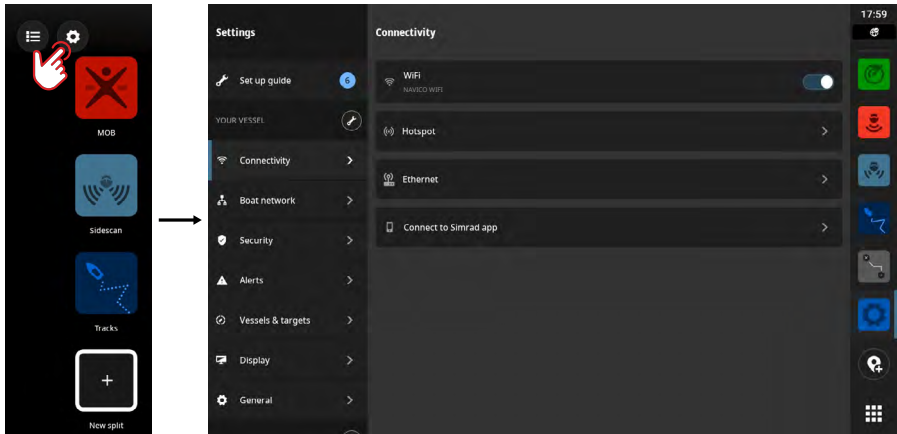 MOB
Sidescan
Tracks
+
New split
Settings
Set up guide
6
YOUR VESSEL
Connectivity
Boat network
Security
Alerts
Vessels & targets
Display
General
Connectivity
WiFi
NAVICO WIFI
Hotspot
Ethernet
Connect to Simrad app
17:59